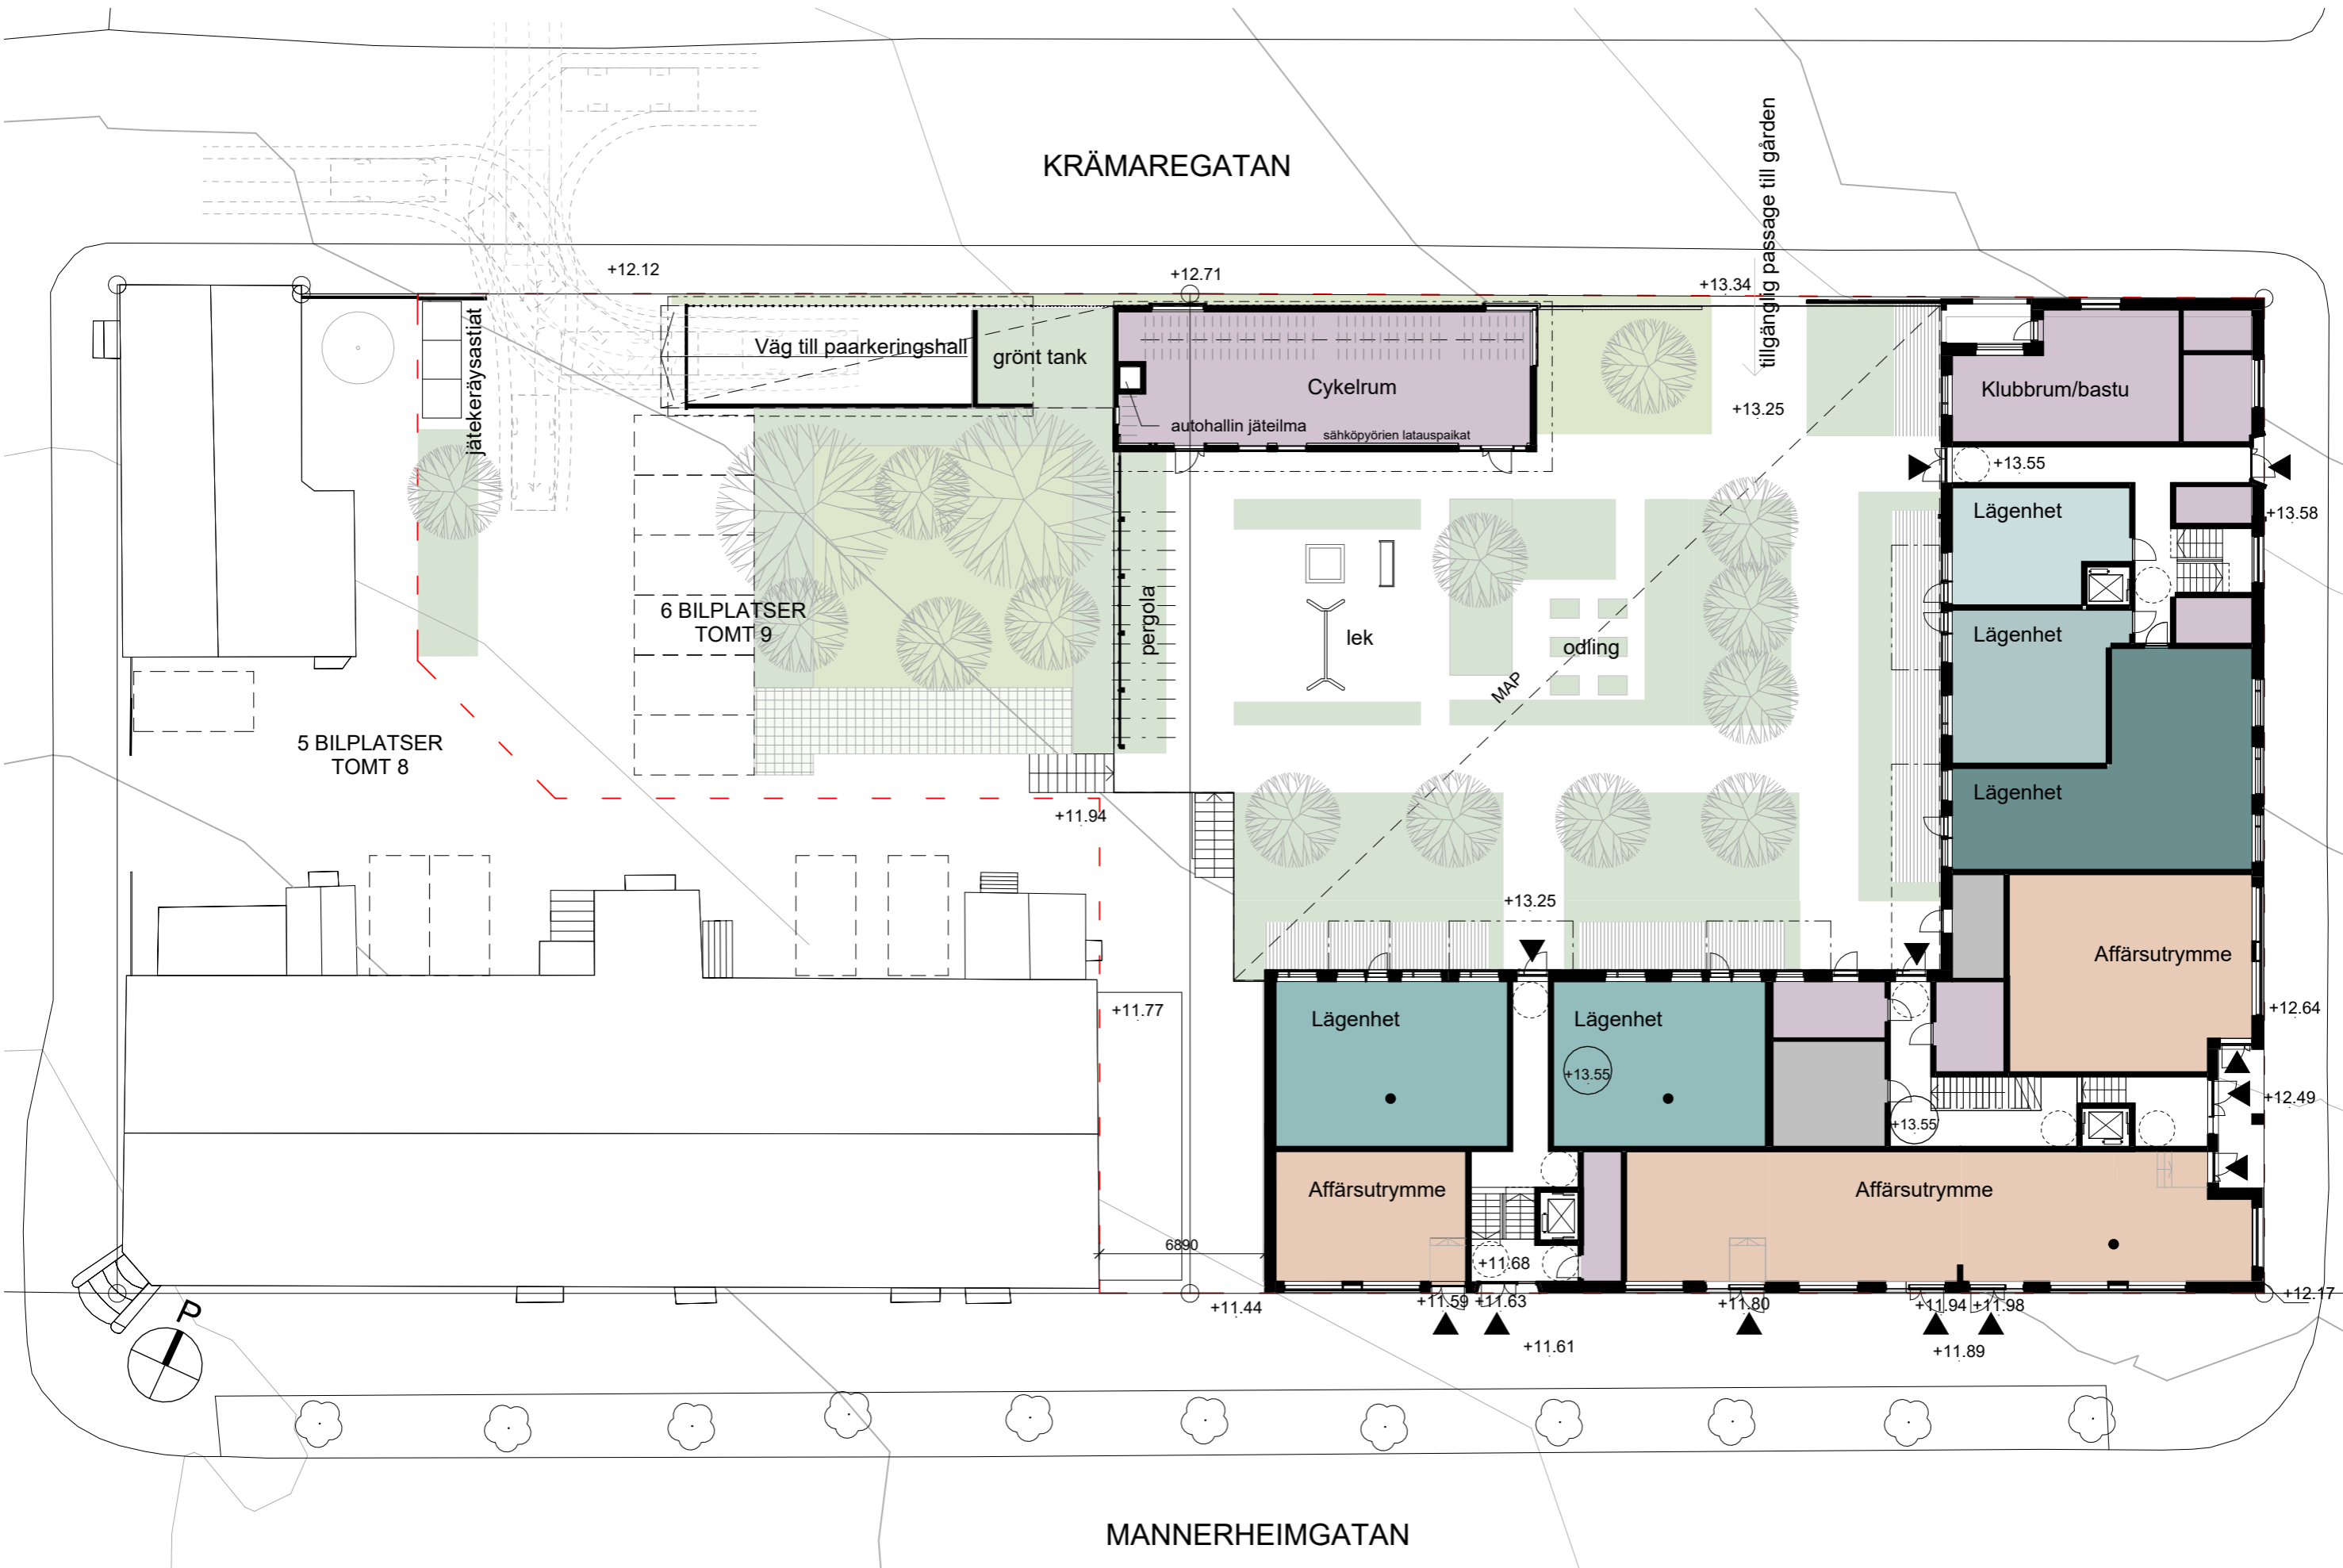 KRÄMAREGATAN
tillgänglig passage till gården
+12.12
+12.71
+13.34
jätekeräysastiat
Väg till paarkeringshall
grönt tank
Cykelrum
autohallin jäteilma
sähköpyörien latauspaikat
+13.25
Klubbrum/bastu
+13.55
Lägenhet
+13.58
6 BILPLATSER
TOMT 9
pergola
lek
odling
MAP
Lägenhet
5 BILPLATSER
TOMT 8
Lägenhet
+11.94
+13.25
Affärsutrymme
+11.77
Lägenhet
Lägenhet
+12.64
+13.55
+13.55
+12.49
Affärsutrymme
Affärsutrymme
6890
+11.68
+11.44
+11.59
+11.63
+11.80
+11.94
+11.98
+12.17
P
+11.61
+11.89
MANNERHEIMGATAN